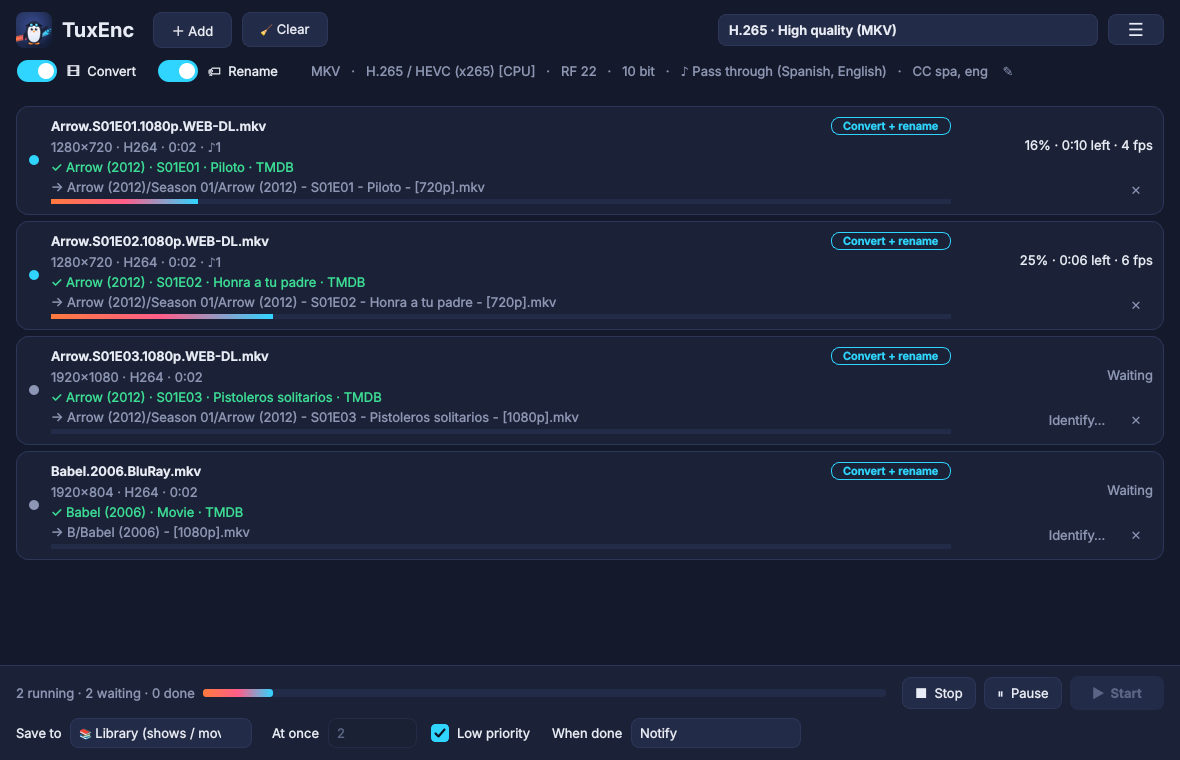 TuxEnc
+ Add
Clear
H.265 · High quality (MKV)
☰
Convert
Rename
MKV · H.265 / HEVC (x265) [CPU] · RF 22 · 10 bit · ♪ Pass through (Spanish, English) · CC spa, eng ✎
Arrow.S01E01.1080p.WEB-DL.mkv
Convert + rename
1280×720 · H264 · 0:02 · ♪1
16% · 0:10 left · 4 fps
✓ Arrow (2012) · S01E01 · Piloto · TMDB
→ Arrow (2012)/Season 01/Arrow (2012) - S01E01 - Piloto - [720p].mkv
×
Arrow.S01E02.1080p.WEB-DL.mkv
Convert + rename
1280×720 · H264 · 0:02 · ♪1
25% · 0:06 left · 6 fps
✓ Arrow (2012) · S01E02 · Honra a tu padre · TMDB
→ Arrow (2012)/Season 01/Arrow (2012) - S01E02 - Honra a tu padre - [720p].mkv
×
Arrow.S01E03.1080p.WEB-DL.mkv
Convert + rename
1920×1080 · H264 · 0:02
Waiting
✓ Arrow (2012) · S01E03 · Pistoleros solitarios · TMDB
→ Arrow (2012)/Season 01/Arrow (2012) - S01E03 - Pistoleros solitarios - [1080p].mkv
Identify... ×
Babel.2006.BluRay.mkv
Convert + rename
1920×804 · H264 · 0:02
Waiting
✓ Babel (2006) · Movie · TMDB
→ B/Babel (2006) - [1080p].mkv
Identify... ×
2 running · 2 waiting · 0 done
Stop
Pause
Start
Save to
Library (shows / mov
At once
2
Low priority
When done
Notify